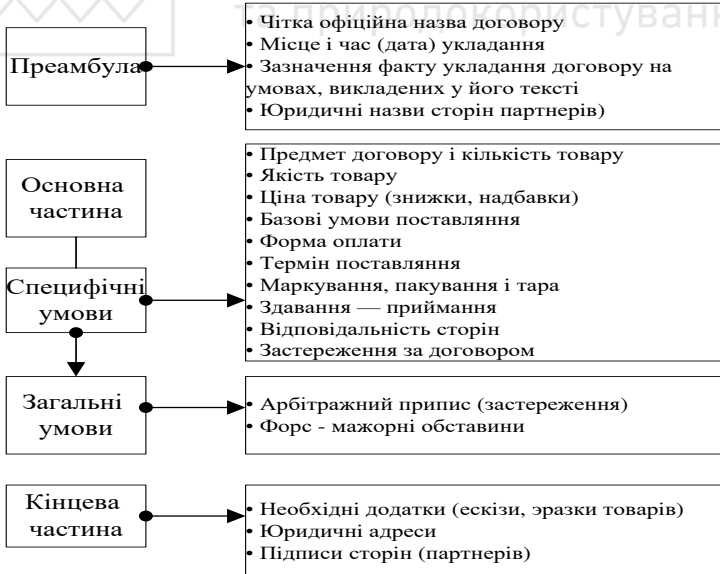 та природокористуван
Преамбула
• Чітка офіційна назва договору
• Місце і час (дата) укладання
• Зазначення факту укладання договору на
умовах, викладених у його тексті
• Юридичні назви сторін партнерів)
Основна
частина
Специфічні
умови
• Предмет договору і кількість товару
• Якість товару
• Ціна товару (знижки, надбавки)
• Базові умови поставляння
• Форма оплати
• Термін поставляння
• Маркування, пакування і тара
• Здавання — приймання
• Відповідальність сторін
• Застереження за договором
Загальні
умови
• Арбітражний припис (застереження)
• Форс - мажорні обставини
Кінцева
частина
• Необхідні додатки (ескізи, эразки товарів)
• Юридичні адреси
• Підписи сторін (партнерів)